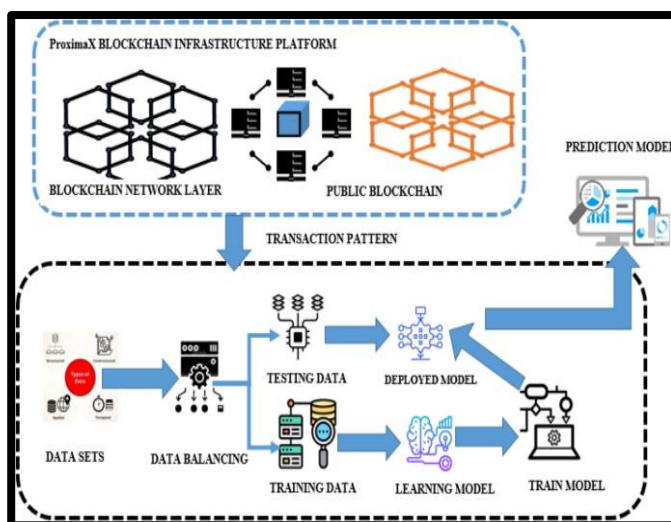 ProximaX BLOCKCHAIN INFRASTRUCTURE PLATFORM
BLOCKCHAIN NETWORK LAYER
PUBLIC BLOCKCHAIN
PREDICTION MODEL
TRANSACTION PATTERN
Types of
Data
DATA SETS
DATA BALANCING
TESTING DATA
DEPLOYED MODEL
TRAINING DATA
LEARNING MODEL
TRAIN MODEL